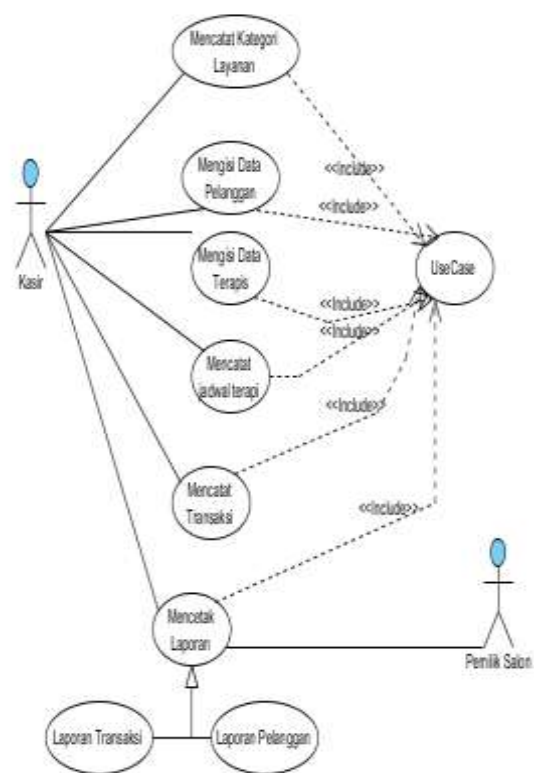 Mencatat Kategori
Layanan
<<Include>>
Mengisi Data
Pelanggan
<<Include>>
Kasir
Mengisi Data
Terapis
UseCase
<<Include>>
<<Include>>
Mencatat
jadwal terapi
<<Include>>
Mencatat
Transaksi
<<Include>>
Mencetak
Laporan
Pemilik Salon
Laporan Transaksi
Laporan Pelanggan